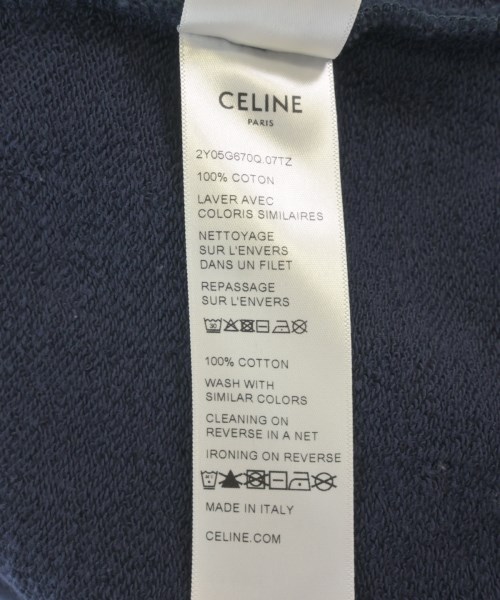 CELINE
PARIS
2Y05G670Q.07TZ
100% COTON
LAVER AVEC
COLORIS SIMILAIRES
NETTOYAGE
SUR L'ENVERS
DANS UN FILET
REPASSAGE
SUR L'ENVERS
30
100% COTTON
WASH WITH
SIMILAR COLORS
CLEANING ON
REVERSE IN A NET
IRONING ON REVERSE
MADE IN ITALY
CELINE.COM